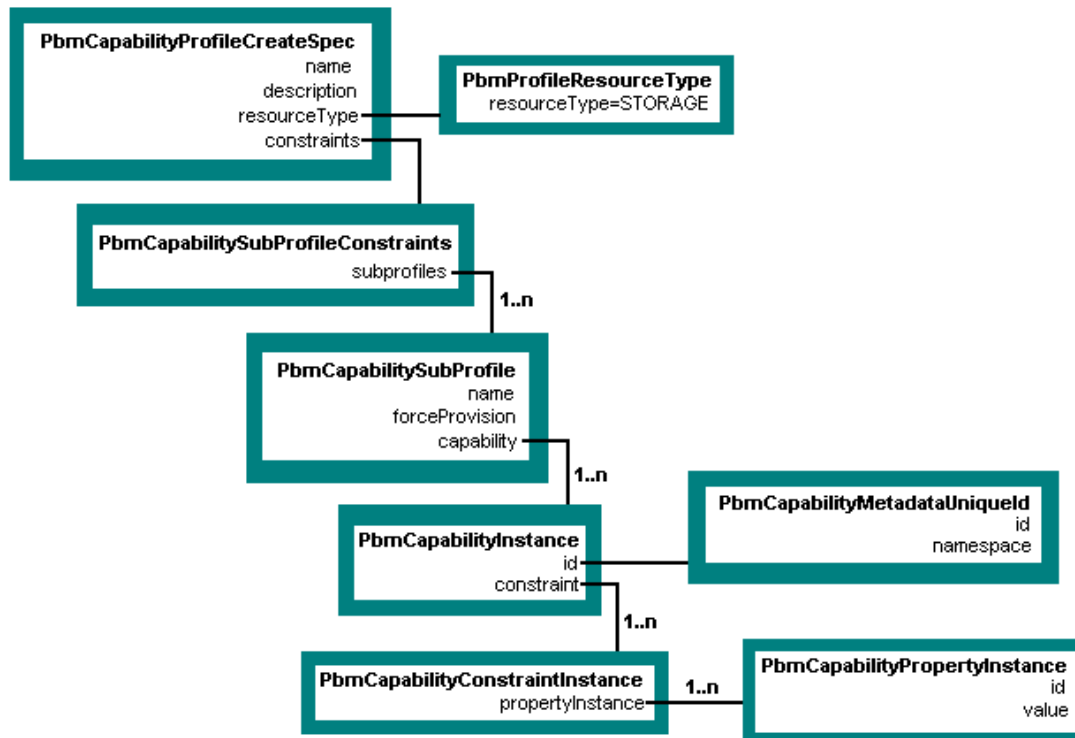 PbmCapabilityProfileCreateSpec
name
description
resourceType
constraints
PbmProfileResourceType
resourceType=STORAGE
PbmCapabilitySubProfileConstraints
subprofiles
1..n
PbmCapabilitySubProfile
name
forceProvision
capability
1..n
PbmCapabilityInstance
id
constraint
PbmCapabilityMetadataUniqueId
id
namespace
1..n
PbmCapabilityConstraintInstance
propertyInstance
1..n
PbmCapabilityPropertyInstance
id
value